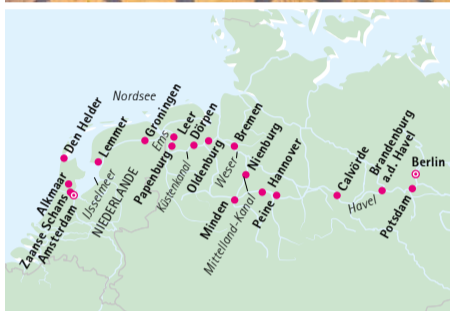 Nordsee
Den Helder
Alkmaar
Zaanse Schans
Amsterdam
IJsselmeer
Lemmer
NIEDERLANDE
Groningen
Ems
Leer
Papenburg
Dörpen
Küstenkanal
Oldenburg
Bremen
Weser
Nienburg
Minden
Mittelland-Kanal
Hannover
Peine
Calvörde
Havel
Brandenburg
a.d. Havel
Berlin
Potsdam